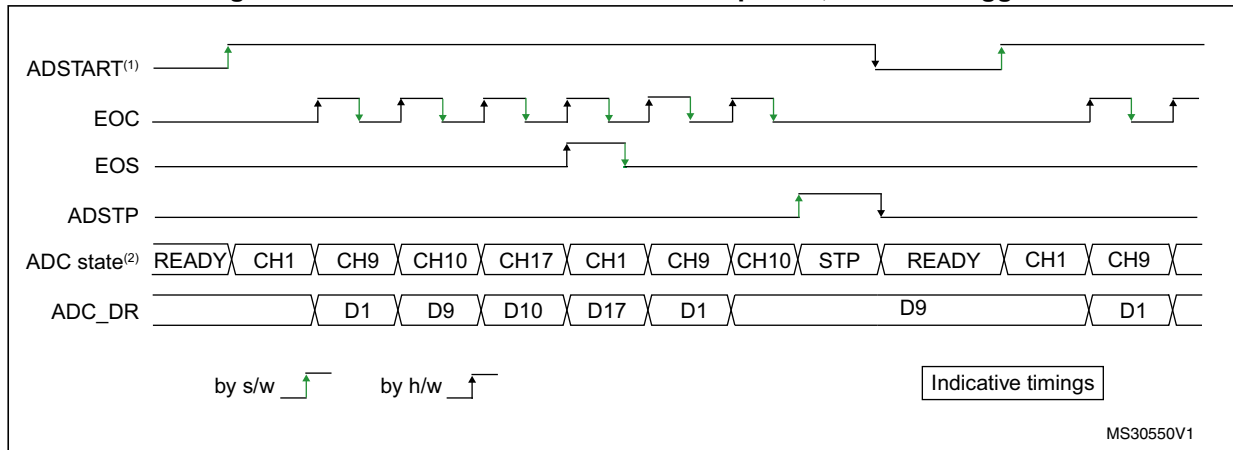 ADSTART(1)
EOC
EOS
ADSTP
ADC state(2) READY CH1 CH9 CH10 CH17 CH1 CH9 CH10 STP READY CH1 CH9
ADC_DR D1 D9 D10 D17 D1 D9 D1
by s/w by h/w Indicative timings
MS30550V1